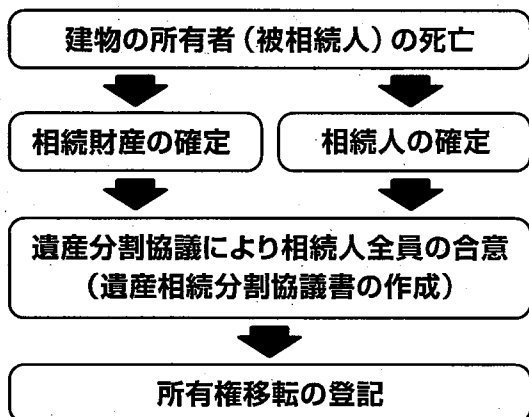 建物の所有者(被相続人)の死亡
相続財産の確定
相続人の確定
遺産分割協議により相続人全員の合意
(遺産相続分割協議書の作成)
所有権移転の登記